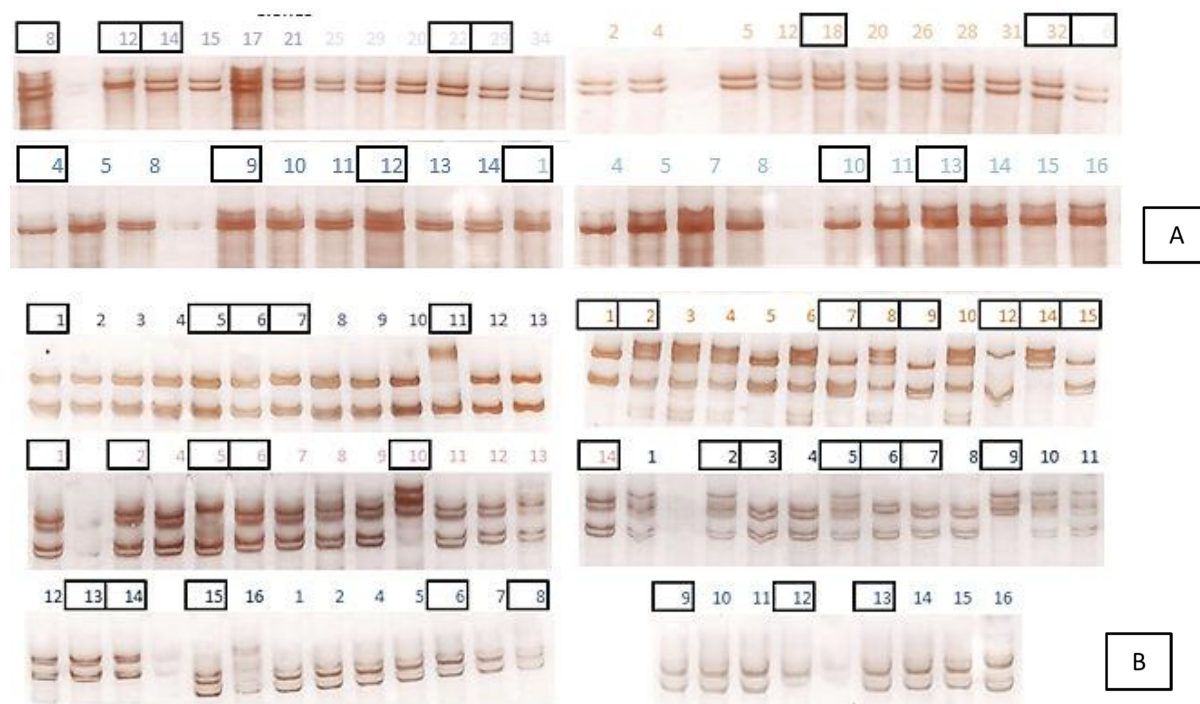 8 12 14 15 17 21 25 29 20 22 29 34
2 4 5 12 18 20 26 28 31 32
4 5 8 9 10 11 12 13 14 1
4 5 7 8 10 11 13 14 15 16
A
1 2 3 4 5 6 7 8 9 10 11 12 13
1 2 3 4 5 6 7 8 9 10 12 14 15
1 2 4 5 6 7 8 9 10 11 12 13
14 1 2 3 4 5 6 7 8 9 10 11
12 13 14 15 16 1 2 4 5 6 7 8
9 10 11 12 13 14 15 16
B